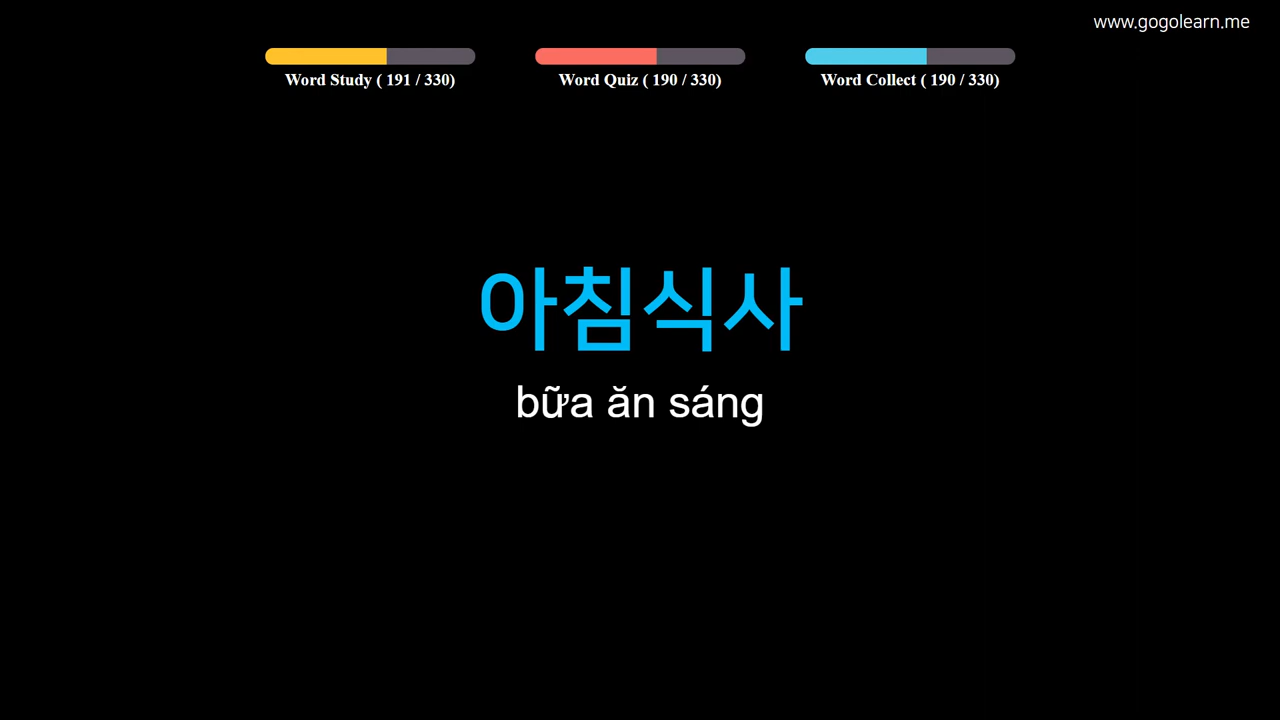 www.gogolearn.me
Word Study ( 191 / 330) Word Quiz ( 190 / 330) Word Collect ( 190 / 330)
아침식사
bữa ăn sáng